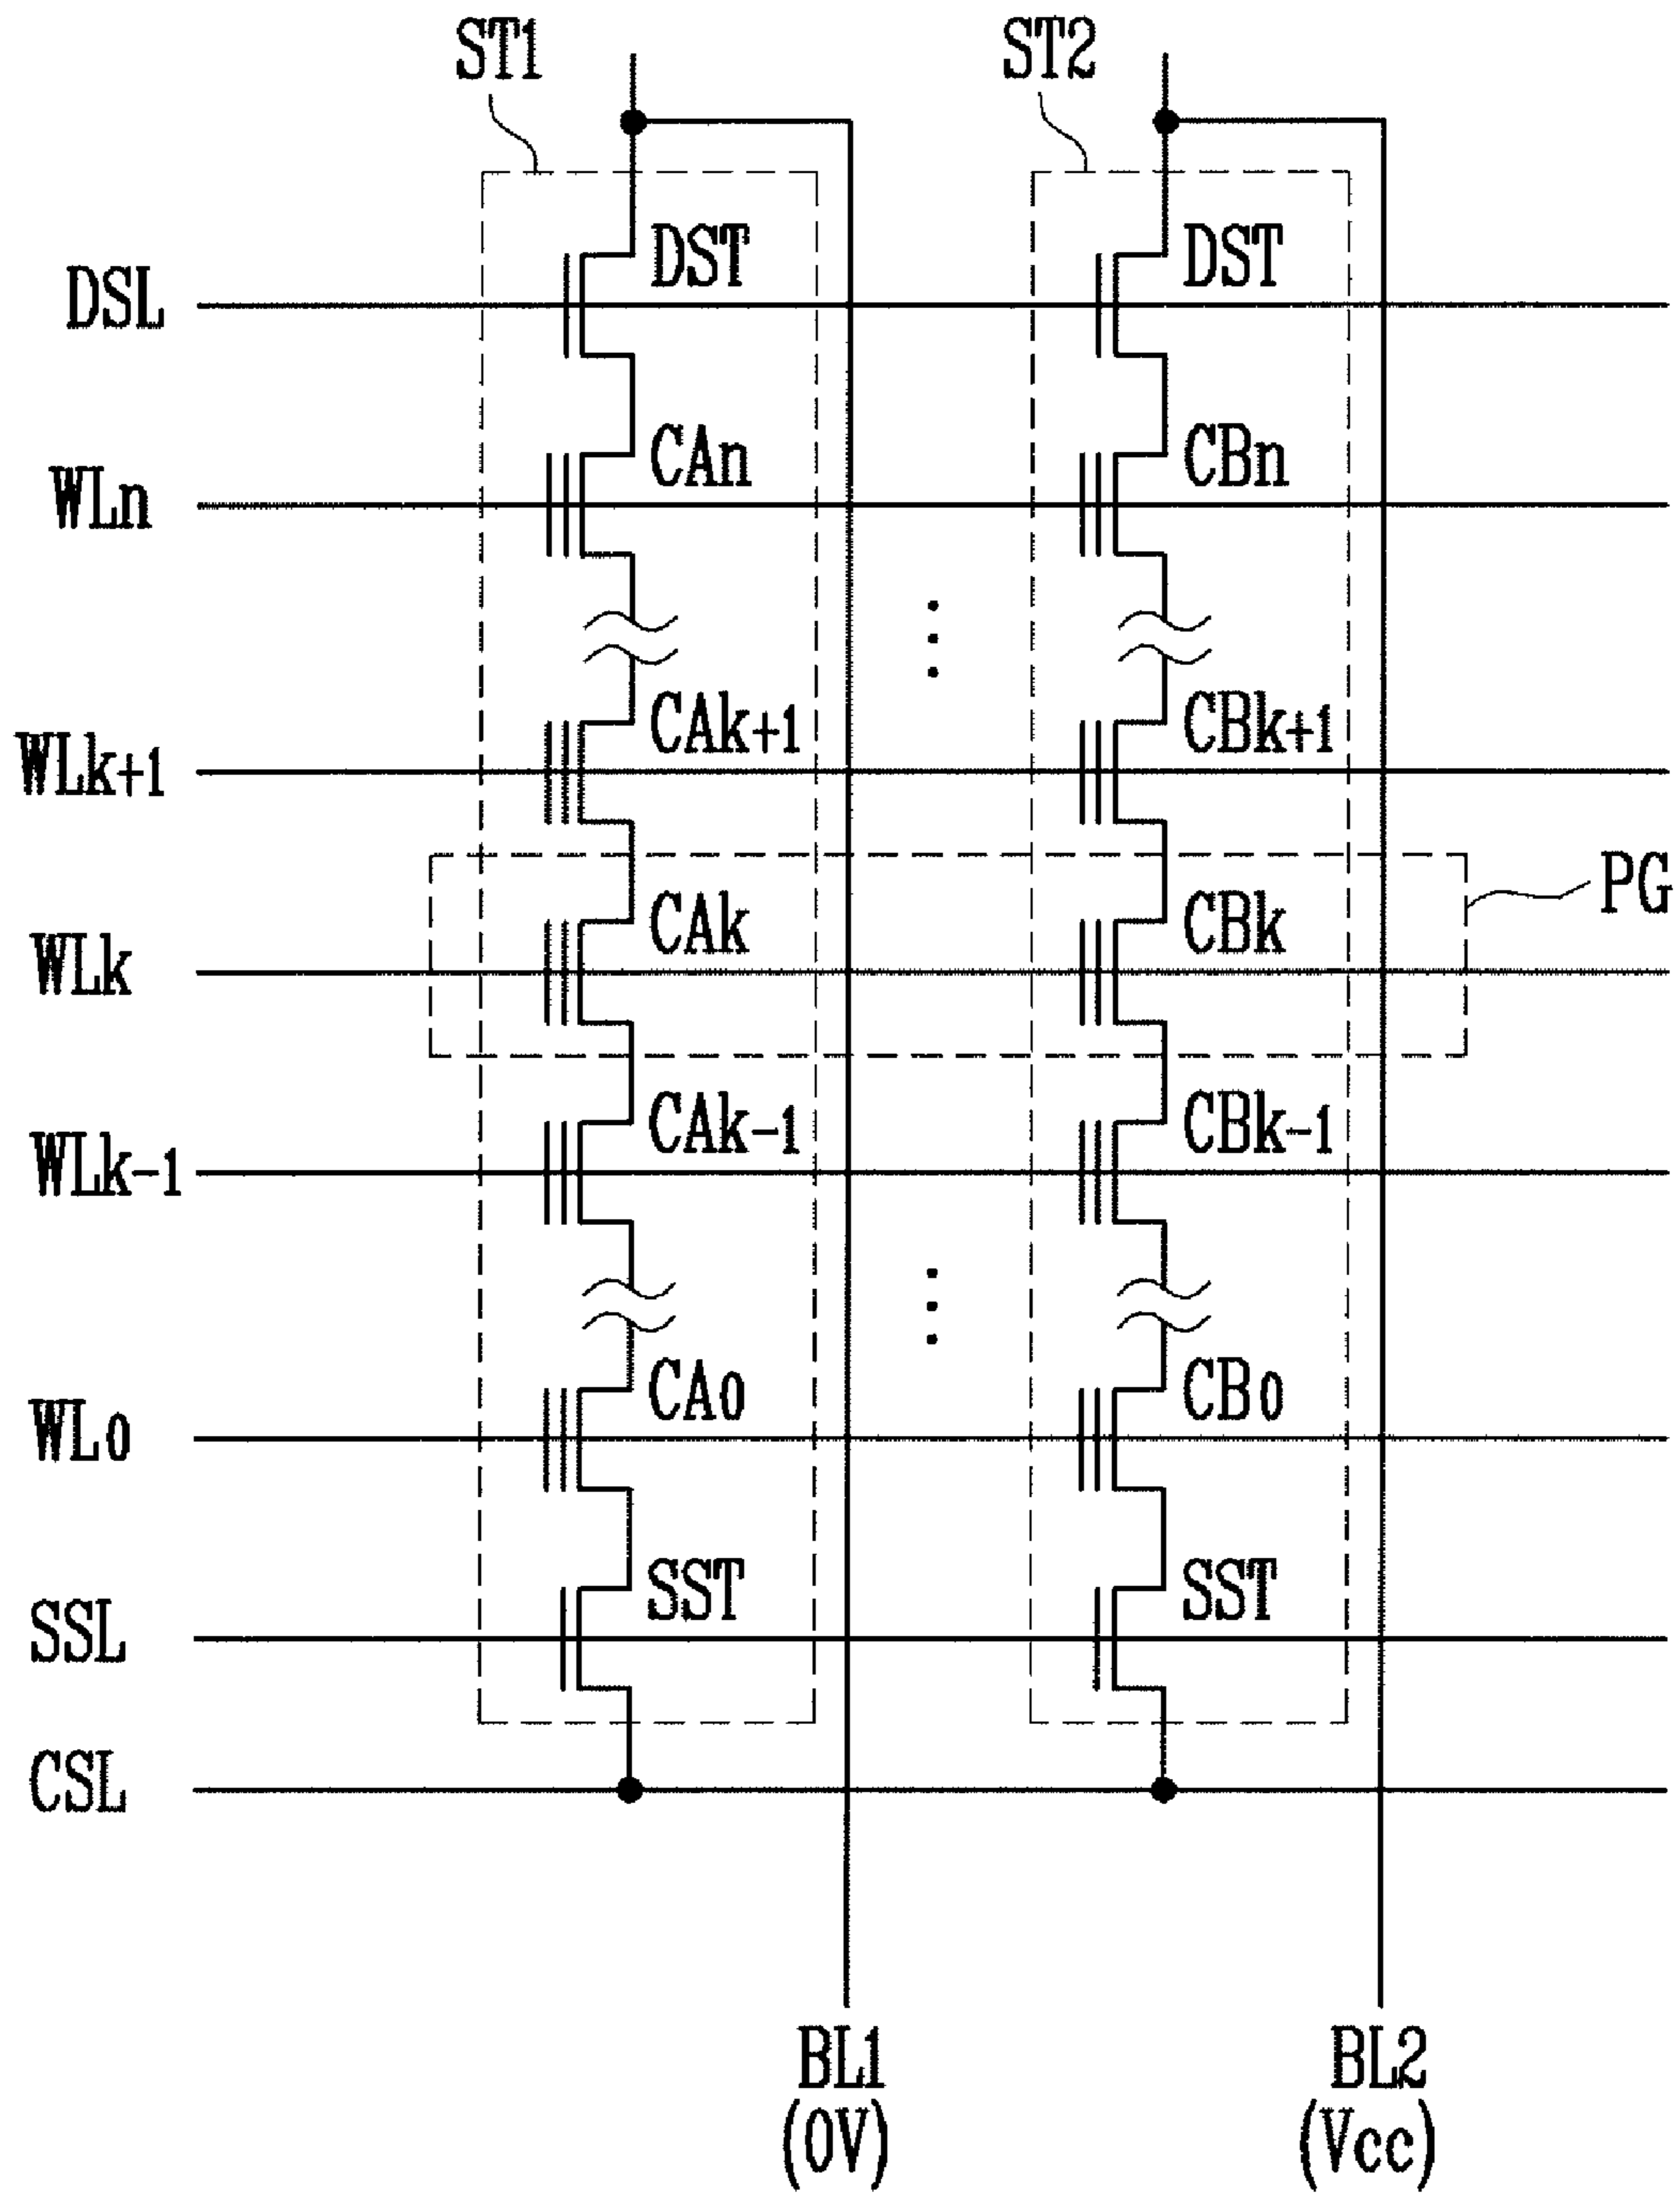 ST1 ST2
DSL DST DST
WLn CAn CBn
WLk+1 CAk+1 CBk+1
WLk CAk CBk PG
WLk-1 CAk-1 CBk-1
WL0 CA0 CB0
SSL SST SST
CSL
BL1 BL2
(0V) (Vcc)